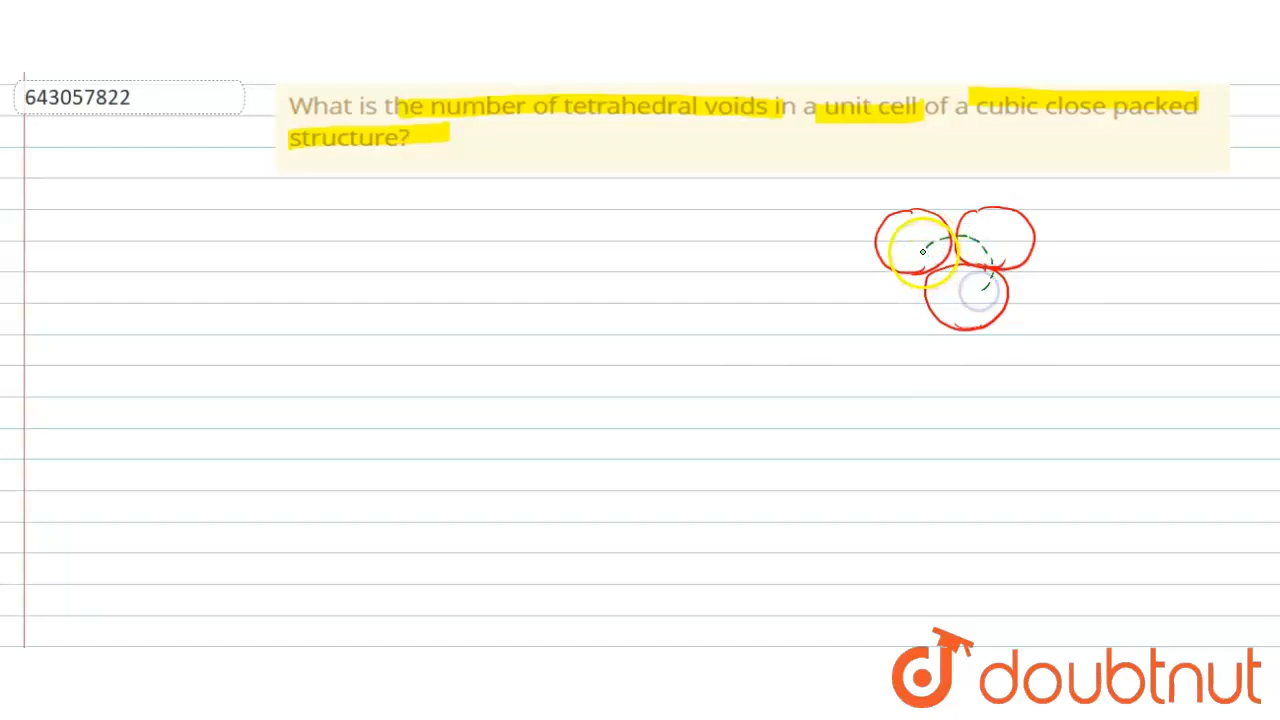 643057822
What is the number of tetrahedral voids in a unit cell of a cubic close packed
structure?
doubtnut